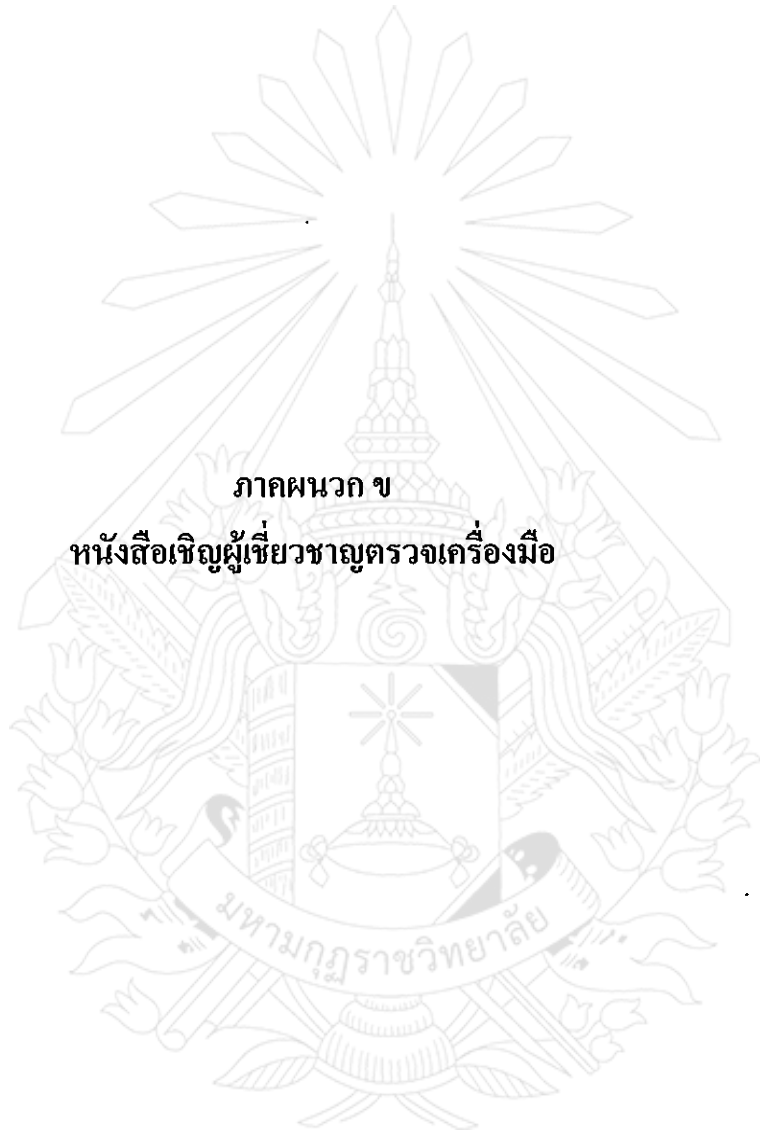 ภาคผนวก ข
หนังสือเชิญผู้เชี่ยวชาญตรวจเครื่องมือ
มหามกุฏราชวิทยาลัย